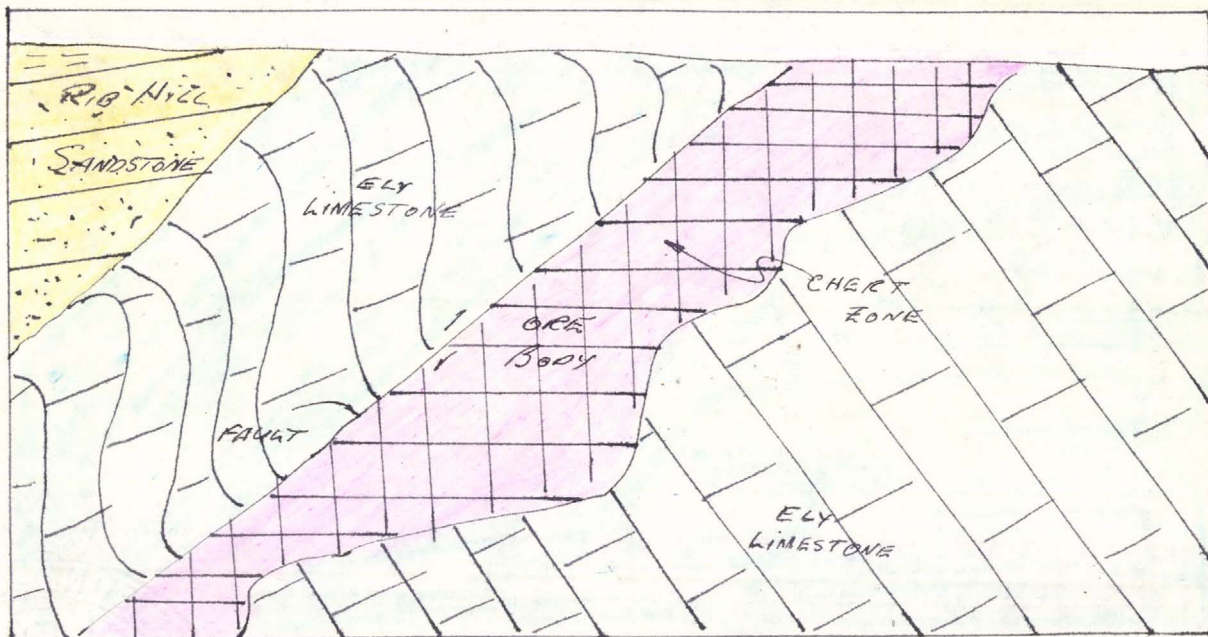 RIB HILL
SANDSTONE
ELY
LIMESTONE
CHERT
ZONE
ORE
BODY
FAULT
ELY
LIMESTONE